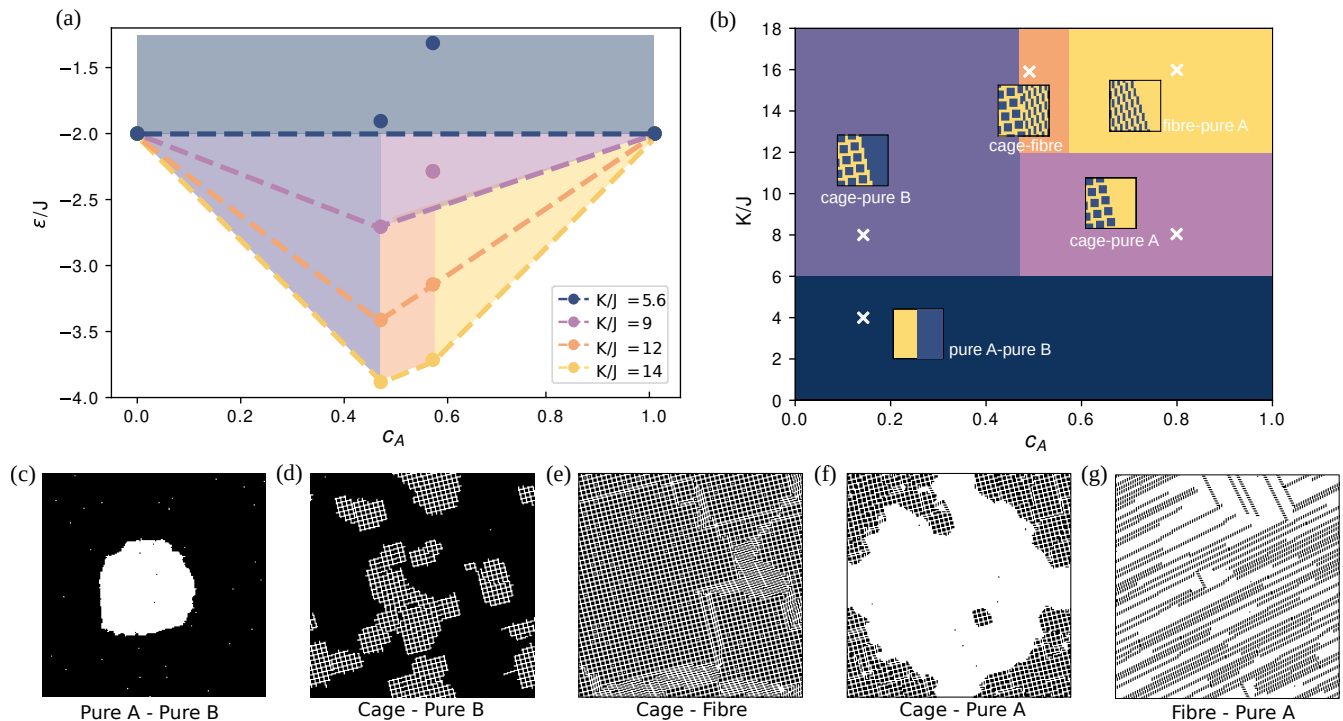 (a)
−1.5
−2.0
−2.5
−3.0
−3.5
−4.0
ε/J
0.0 0.2 0.4 0.6 0.8 1.0
c_A
K/J = 5.6
K/J = 9
K/J = 12
K/J = 14
(b)
18
16
14
12
10
8
6
4
2
0
K/J
cage-fibre
fibre-pure A
cage-pure B
cage-pure A
pure A-pure B
0.0 0.2 0.4 0.6 0.8 1.0
c_A
(c) (d) (e) (f) (g)
Pure A - Pure B
Cage - Pure B
Cage - Fibre
Cage - Pure A
Fibre - Pure A